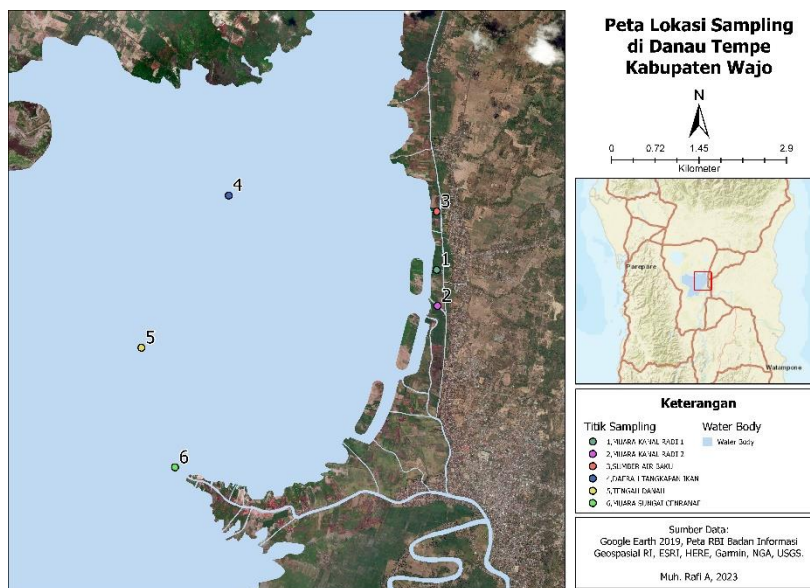 Peta Lokasi Sampling
di Danau Tempe
Kabupaten Wajo
N
0 0.72 1.45 2.9
Kilometer
4
3
1
2
5
6
Parepare
Watampone
Keterangan
Titik Sampling
1,MUARA KANAL RADI 1
2,MUARA KANAL RADI 2
3,SUMBER AIR BAKU
4,DAERAH TANGKAPAN IKAN
5,TENGAH DANAU
6,MUARA SUNGAI CENRANAE
Water Body
Water Body
Sumber Data:
Google Earth 2019, Peta RBI Badan Informasi
Geospasial RI, ESRI, HERE, Garmin, NGA, USGS.
Muh. Rafi A, 2023